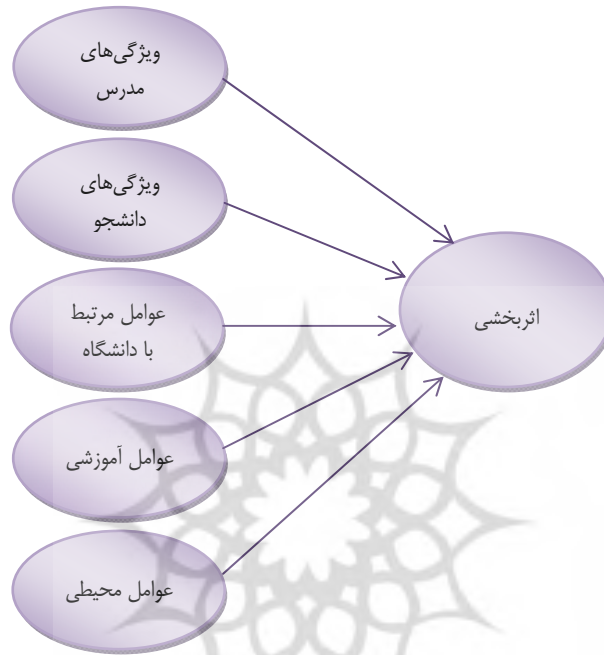 ویژگی‌های
مدرس
ویژگی‌های
دانشجو
عوامل مرتبط
با دانشگاه
اثربخشی
عوامل آموزشی
عوامل محیطی